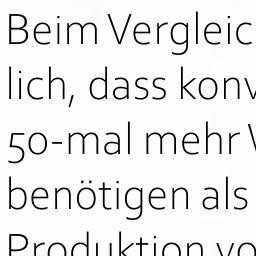 Beim Vergleic
lich, dass konv
50-mal mehr
benötigen als
Produktion vo